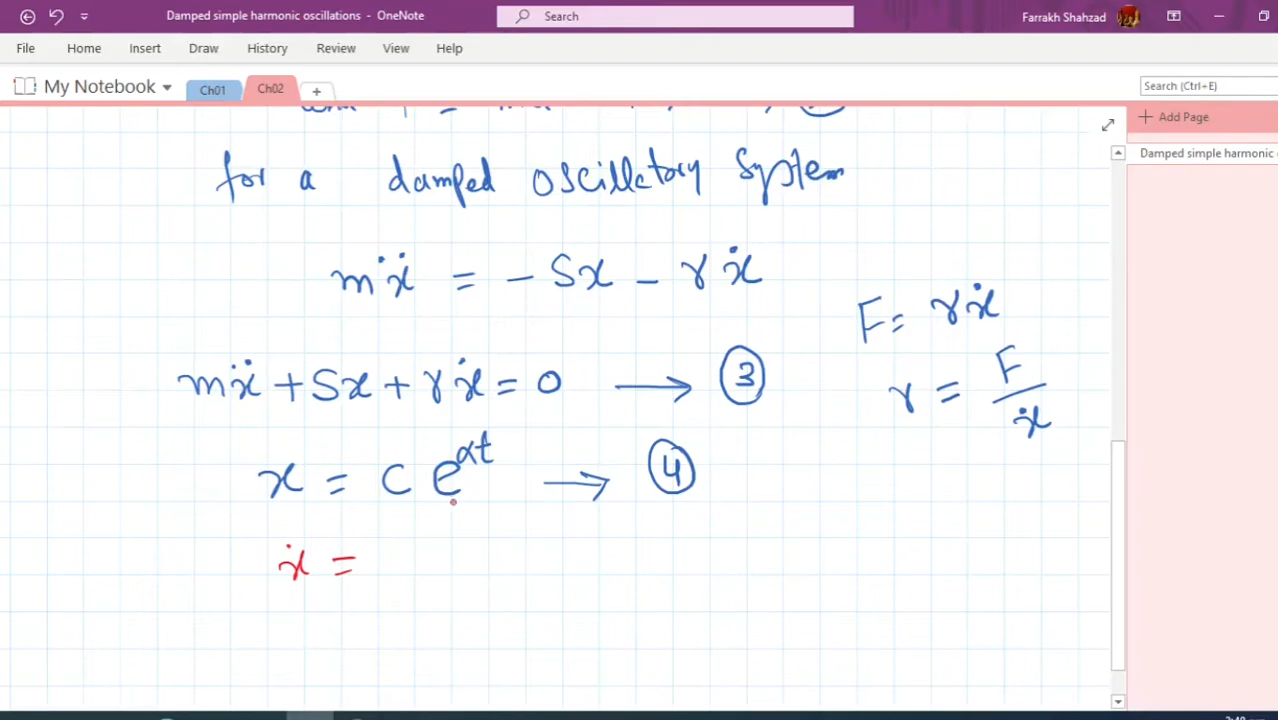 Damped simple harmonic oscillations - OneNote
Search
Farrakh Shahzad
File Home Insert Draw History Review View Help
My Notebook
Ch01
Ch02
+
Search (Ctrl+E)
+ Add Page
Damped simple harmonic
for a damped oscillatory system
mẍ = - Sx - rẋ
F = rẋ
mẍ + Sx + rẋ = 0 → ③
r = F / ẋ
x = C e^αt → ④
ẋ =